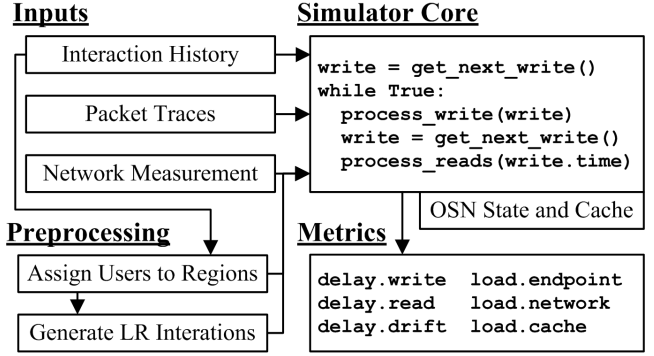 Inputs
Interaction History
Packet Traces
Network Measurement
Preprocessing
Assign Users to Regions
Generate LR Interations
Simulator Core
write = get_next_write()
while True:
  process_write(write)
  write = get_next_write()
  process_reads(write.time)
OSN State and Cache
Metrics
delay.write load.endpoint
delay.read load.network
delay.drift load.cache